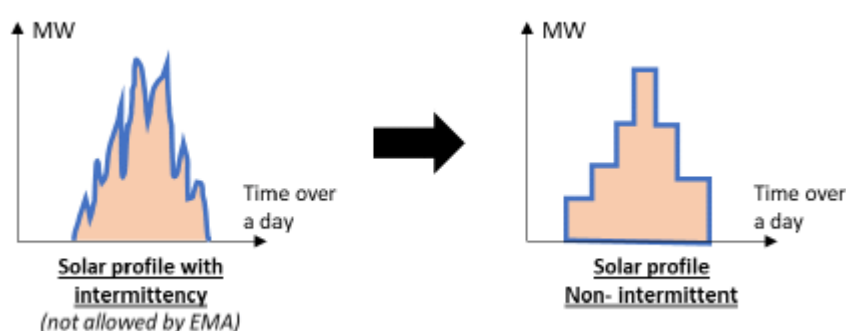 MW
Time over
a day
Solar profile with
intermittency
(not allowed by EMA)
MW
Time over
a day
Solar profile
Non- intermittent